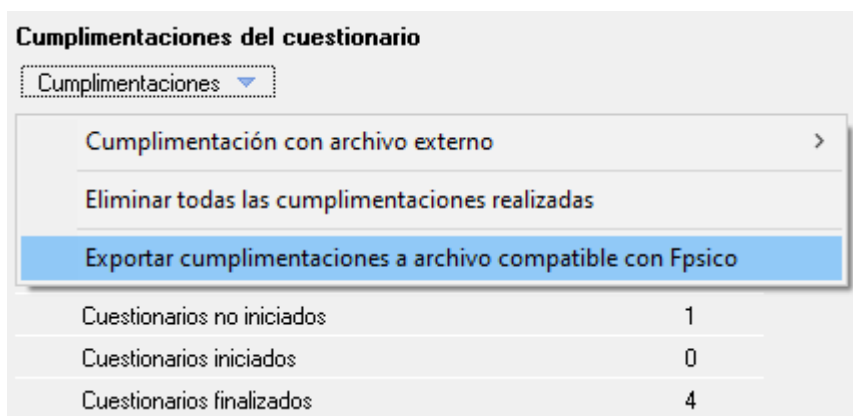 Cumplimentaciones del cuestionario
Cumplimentaciones
Cumplimentación con archivo externo
Eliminar todas las cumplimentaciones realizadas
Exportar cumplimentaciones a archivo compatible con Fpsico
Cuestionarios no iniciados 1
Cuestionarios iniciados 0
Cuestionarios finalizados 4